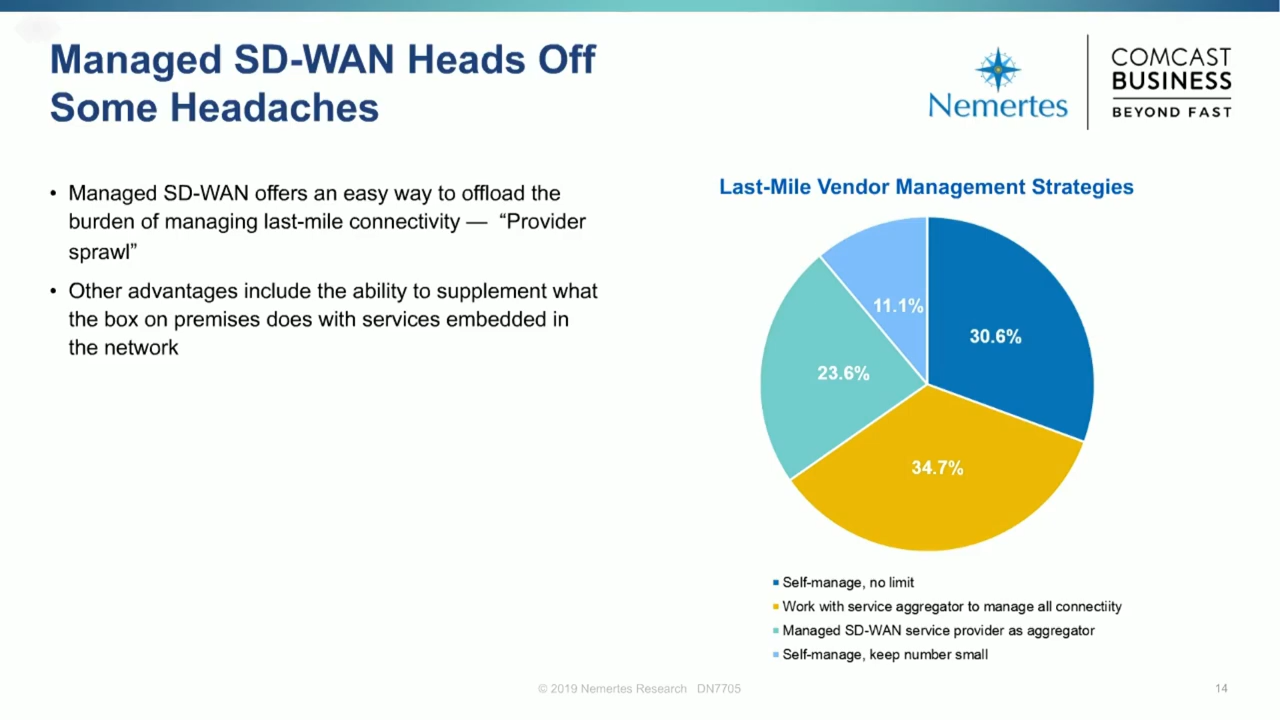 Managed SD-WAN Heads Off
Some Headaches
Nemertes
COMCAST
BUSINESS
BEYOND FAST
• Managed SD-WAN offers an easy way to offload the
burden of managing last-mile connectivity — “Provider
sprawl”
• Other advantages include the ability to supplement what
the box on premises does with services embedded in
the network
Last-Mile Vendor Management Strategies
11.1%
30.6%
23.6%
34.7%
Self-manage, no limit
Work with service aggregator to manage all connectiity
Managed SD-WAN service provider as aggregator
Self-manage, keep number small
© 2019 Nemertes Research DN7705
14